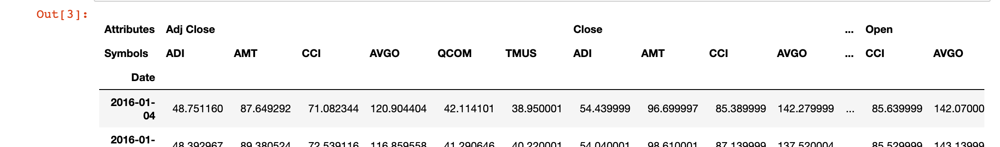 Out[3]:
Attributes Adj Close Close ... Open
Symbols ADI AMT CCI AVGO QCOM TMUS ADI AMT CCI AVGO ... CCI AVGO
Date
2016-01-
04 48.751160 87.649292 71.082344 120.904404 42.114101 38.950001 54.439999 96.699997 85.389999 142.279999 ... 85.639999 142.07000
2016-01-
48.392967 89.380524 72.539116 116.859558 41.290646 40.220001 54.040001 98.610001 87.139999 137.520004 85.529999 143.13999